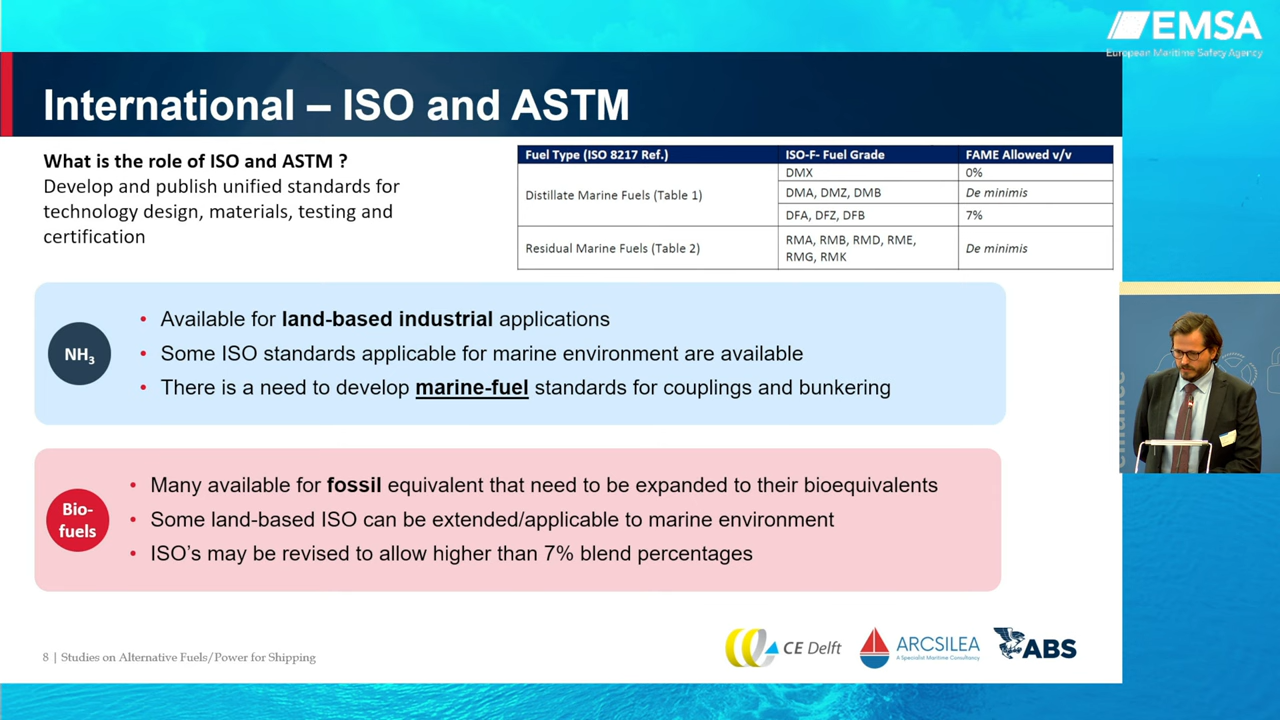 EMSA
European Maritime Safety Agency
International – ISO and ASTM
What is the role of ISO and ASTM ?
Develop and publish unified standards for
technology design, materials, testing and
certification
Fuel Type (ISO 8217 Ref.) ISO-F- Fuel Grade FAME Allowed v/v
Distillate Marine Fuels (Table 1) DMX 0%
DMA, DMZ, DMB De minimis
DFA, DFZ, DFB 7%
Residual Marine Fuels (Table 2) RMA, RMB, RMD, RME, De minimis
RMG, RMK
NH₃
• Available for land-based industrial applications
• Some ISO standards applicable for marine environment are available
• There is a need to develop marine-fuel standards for couplings and bunkering
Bio-
fuels
• Many available for fossil equivalent that need to be expanded to their bioequivalents
• Some land-based ISO can be extended/applicable to marine environment
• ISO's may be revised to allow higher than 7% blend percentages
8 | Studies on Alternative Fuels/Power for Shipping
CE Delft
ARCSILEA
A Specialist Maritime Consultancy
ABS